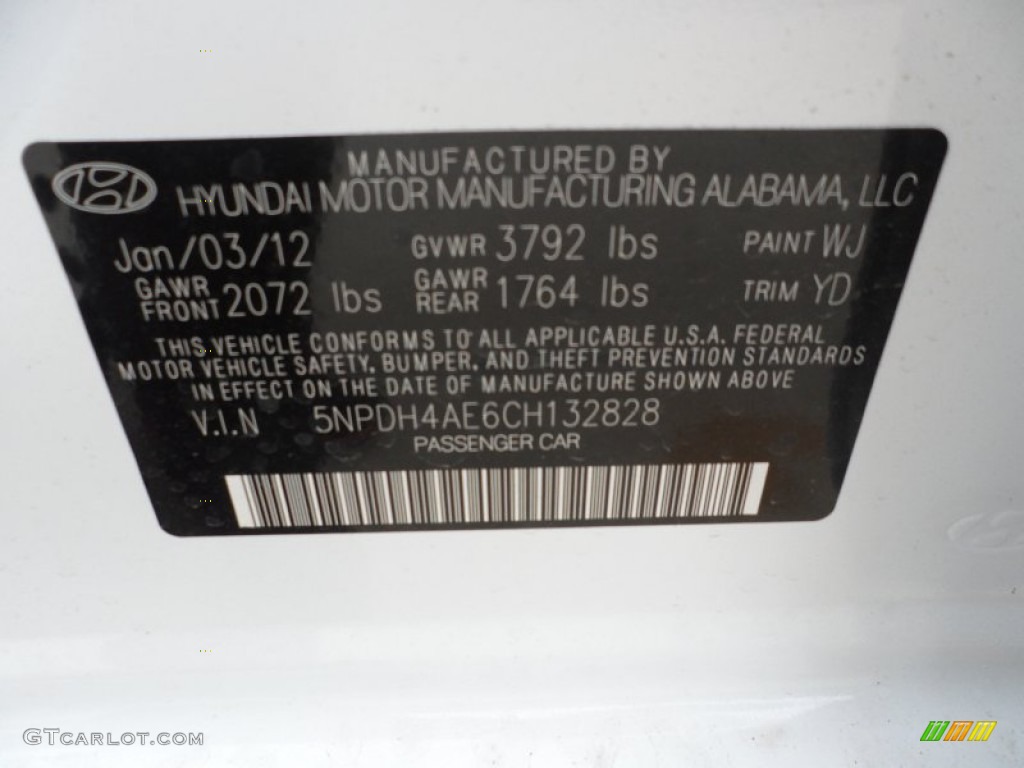 MANUFACTURED BY
HYUNDAI MOTOR MANUFACTURING ALABAMA, LLC
Jan/03/12 GVWR 3792 lbs PAINT WJ
GAWR FRONT 2072 lbs GAWR REAR 1764 lbs TRIM YD
THIS VEHICLE CONFORMS TO ALL APPLICABLE U.S.A. FEDERAL
MOTOR VEHICLE SAFETY, BUMPER, AND THEFT PREVENTION STANDARDS
IN EFFECT ON THE DATE OF MANUFACTURE SHOWN ABOVE
V.I.N 5NPDH4AE6CH132828
PASSENGER CAR
GTCARLOT.COM